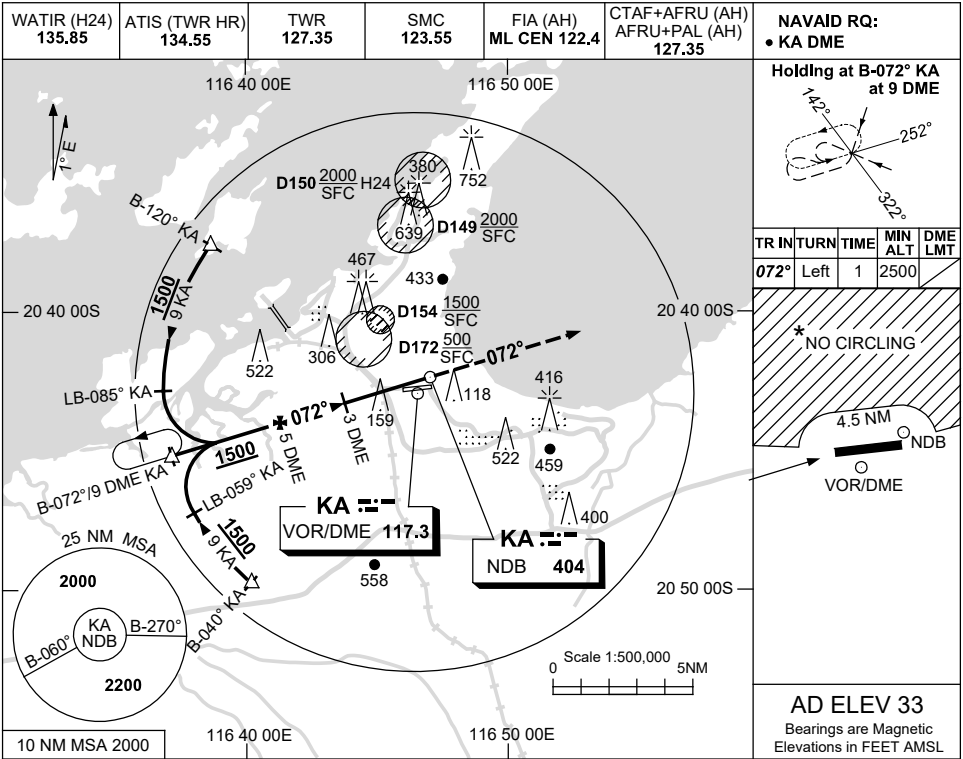 WATIR (H24)
135.85
ATIS (TWR HR)
134.55
TWR
127.35
SMC
123.55
FIA (AH)
ML CEN 122.4
CTAF+AFRU (AH)
AFRU+PAL (AH)
127.35
NAVAID RQ:
• KA DME
116 40 00E
116 50 00E
1° E
Holding at B-072° KA
at 9 DME
142°
252°
322°
TR IN TURN TIME MIN ALT DME LMT
072° Left 1 2500
D150 2000 H24
SFC
380
752
639
D149 2000
SFC
B-120° KA
1500
9 KA
467
433
20 40 00S
20 40 00S
D154 1500
SFC
306
522
D172 500
SFC
072°
*NO CIRCLING
LB-085° KA
072°
159
118
416
3 DME
5 DME
1500
522
459
4.5 NM
NDB
VOR/DME
B-072°/9 DME KA
LB-059° KA
KA
VOR/DME 117.3
KA
NDB 404
400
1500
9 KA
558
B-040° KA
20 50 00S
25 NM MSA
2000
KA
NDB
B-270°
B-060°
2200
Scale 1:500,000
0 5NM
10 NM MSA 2000
116 40 00E
116 50 00E
AD ELEV 33
Bearings are Magnetic
Elevations in FEET AMSL